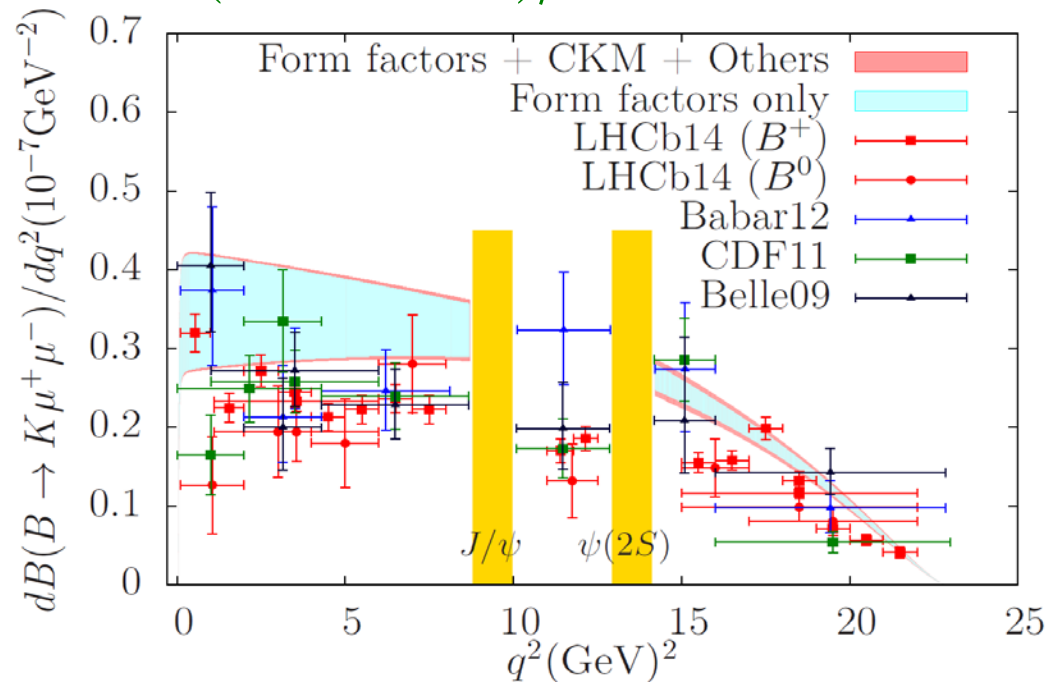 0.7
0.6
0.5
0.4
0.3
0.2
0.1
0
dB(B → Kμ⁺μ⁻)/dq²(10⁻⁷GeV⁻²)
Form factors + CKM + Others
Form factors only
LHCb14 (B⁺)
LHCb14 (B⁰)
Babar12
CDF11
Belle09
J/ψ ψ(2S)
0 5 10 15 20 25
q²(GeV)²